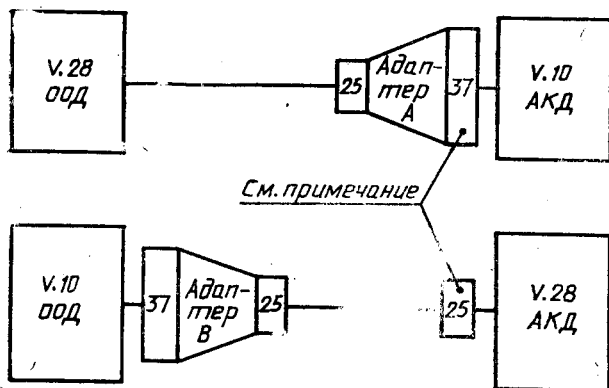 V.28
ООД
25
Адап-
тер
А
37
V.10
АКД
См. примечание
V.10
ООД
37
Адап-
тер
В
25
25
V.28
АКД